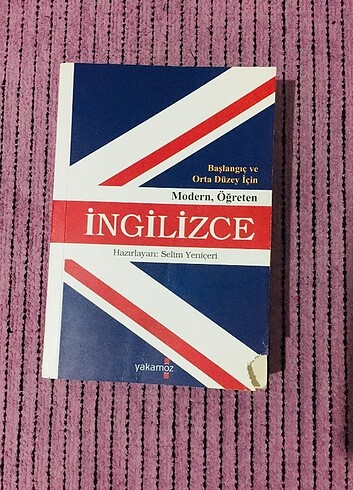 Başlangıç ve
Orta Düzey İçin
Modern, Öğreten
İNGİLİZCE
Hazırlayan: Selim Yeniçeri
yakamoz